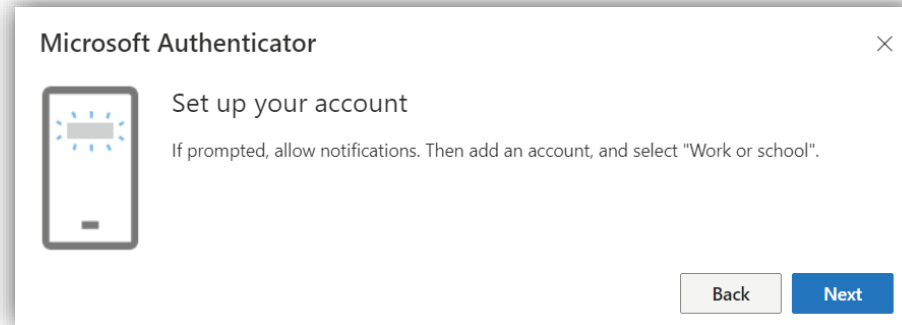 Microsoft Authenticator
Set up your account
If prompted, allow notifications. Then add an account, and select "Work or school".
Back
Next